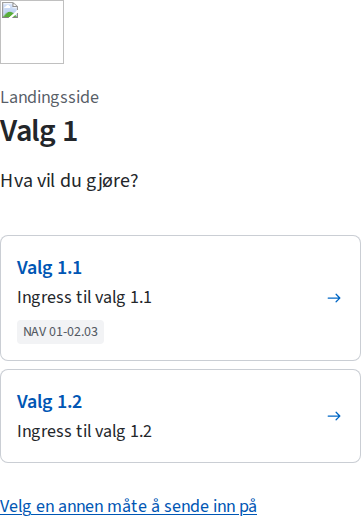 Landingsside
Valg 1
Hva vil du gjøre?
Valg 1.1
Ingress til valg 1.1
NAV 01-02.03
Valg 1.2
Ingress til valg 1.2
Velg en annen måte å sende inn på